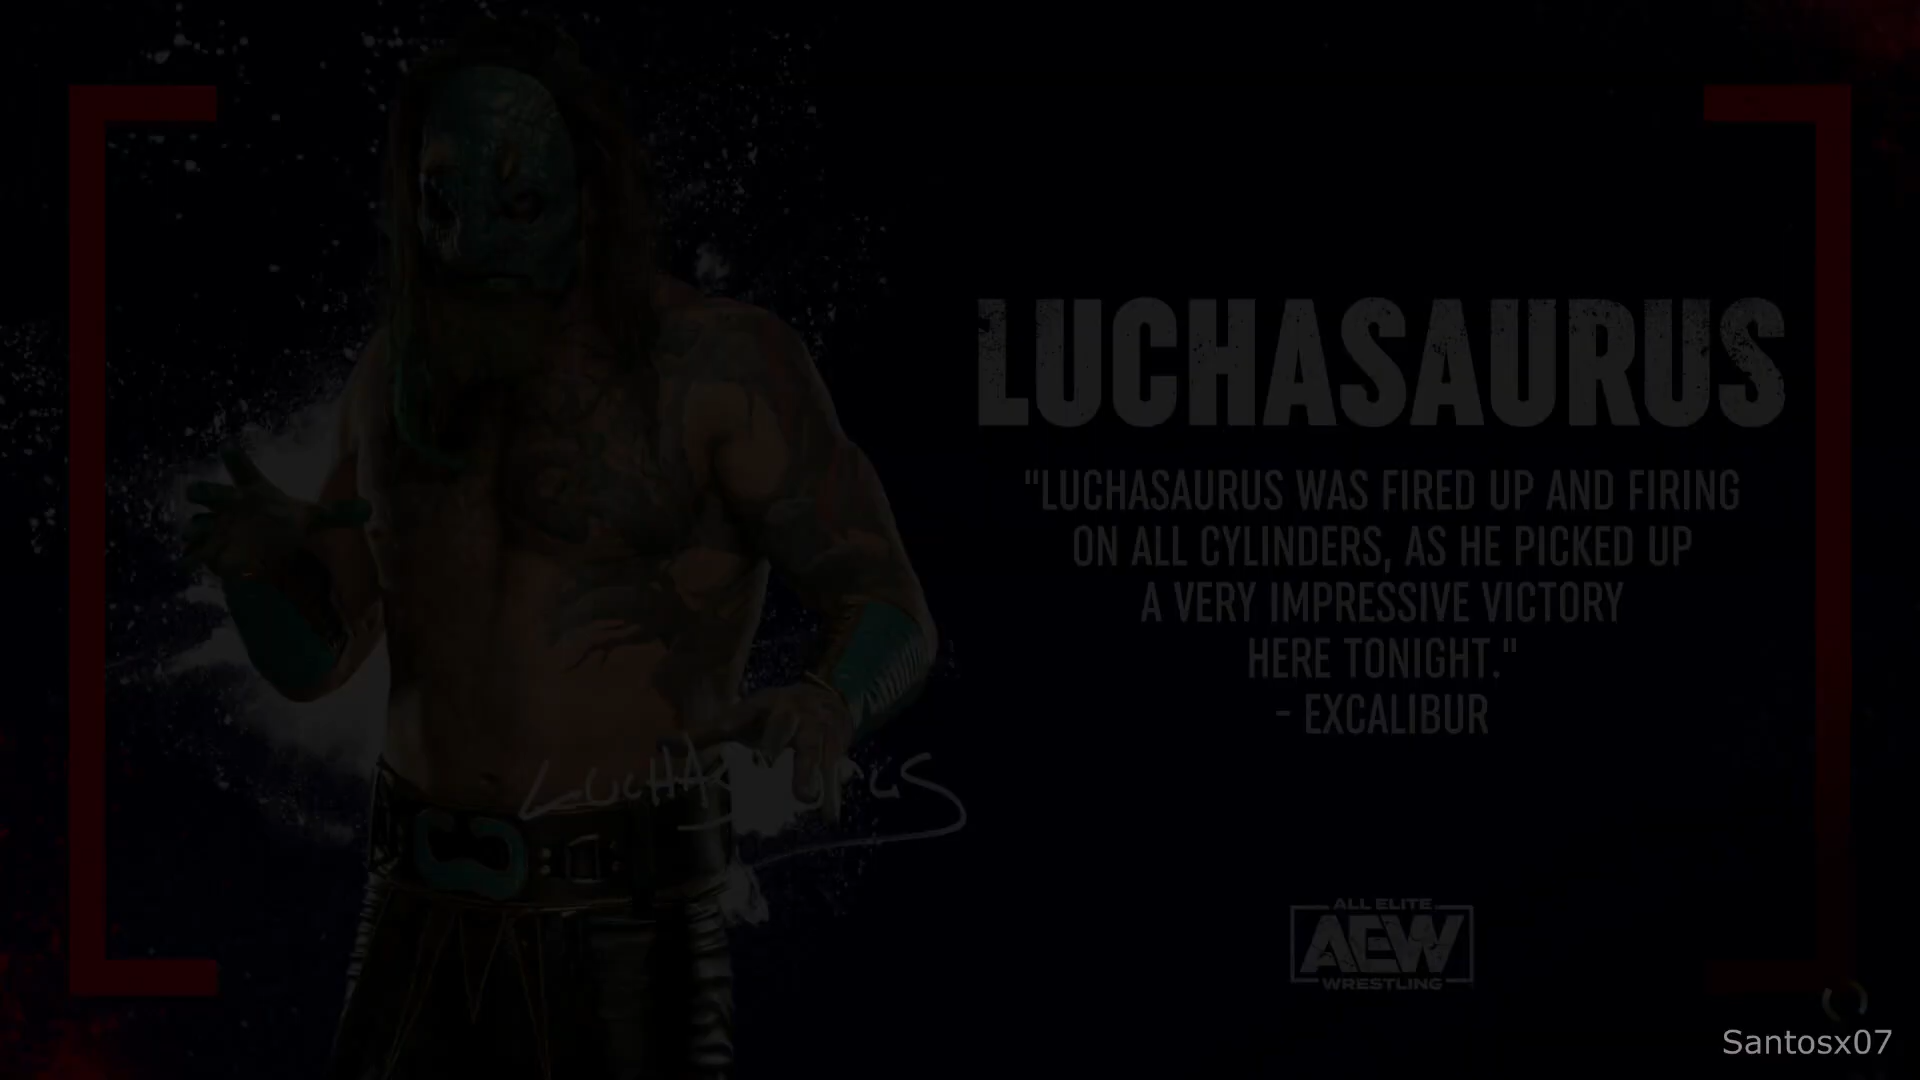 LUCHASAURUS
"LUCHASAURUS WAS FIRED UP AND FIRING
ON ALL CYLINDERS, AS HE PICKED UP
A VERY IMPRESSIVE VICTORY
HERE TONIGHT."
- EXCALIBUR
LUCHASAURUS
ALL ELITE
AEW
WRESTLING
Santosx07